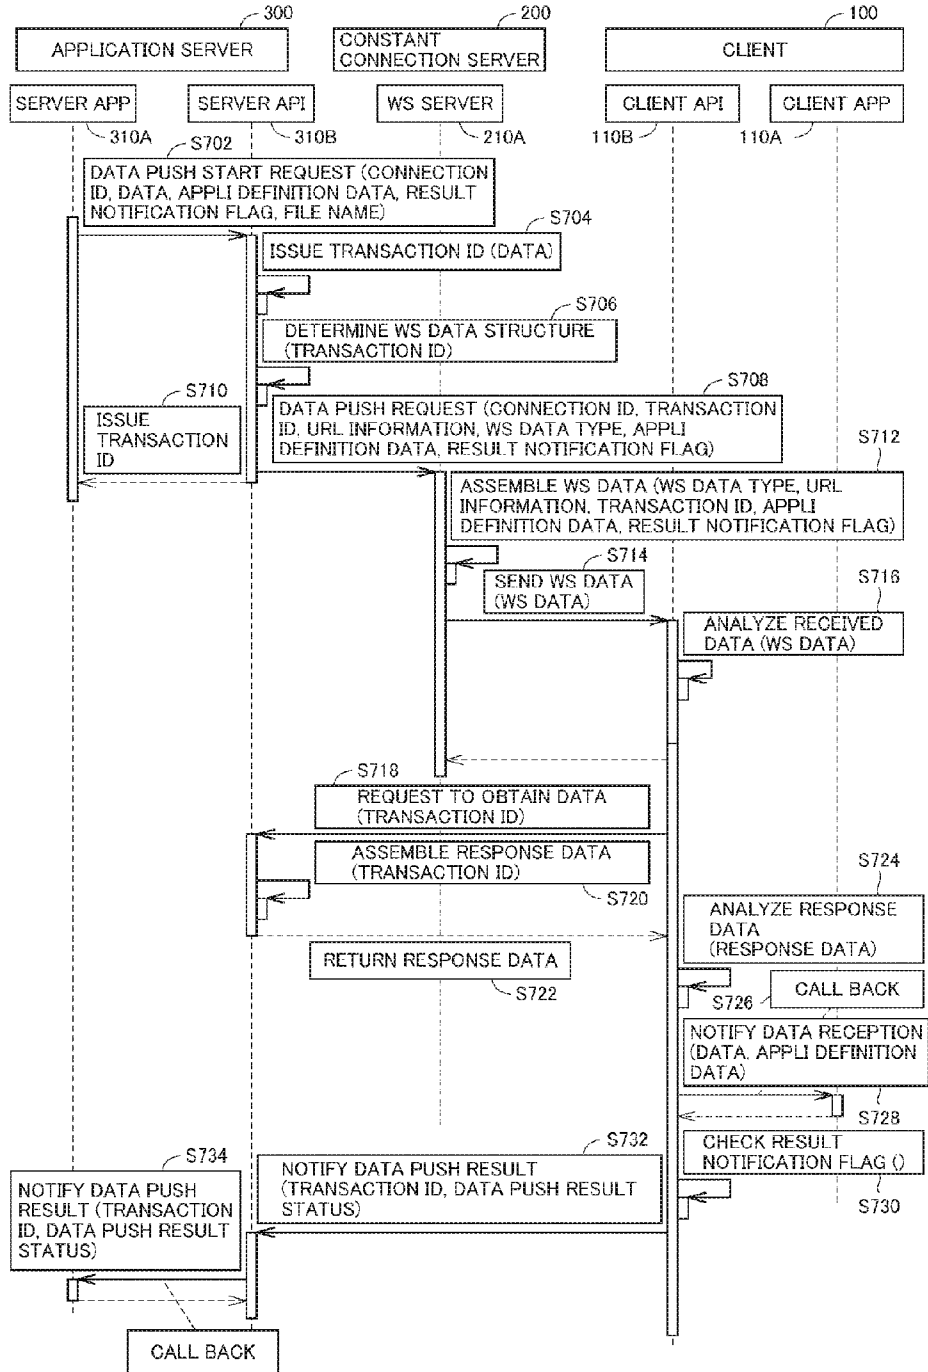 300
200
100
APPLICATION SERVER
CONSTANT
CONNECTION SERVER
CLIENT
SERVER APP
SERVER API
WS SERVER
CLIENT API
CLIENT APP
310A
310B
210A
110B
110A
S702
DATA PUSH START REQUEST (CONNECTION
ID, DATA, APPLI DEFINITION DATA, RESULT
NOTIFICATION FLAG, FILE NAME)
S704
ISSUE TRANSACTION ID (DATA)
S706
DETERMINE WS DATA STRUCTURE
(TRANSACTION ID)
S710
ISSUE
TRANSACTION
ID
S708
DATA PUSH REQUEST (CONNECTION ID, TRANSACTION
ID, URL INFORMATION, WS DATA TYPE, APPLI
DEFINITION DATA, RESULT NOTIFICATION FLAG)
S712
ASSEMBLE WS DATA (WS DATA TYPE, URL
INFORMATION, TRANSACTION ID, APPLI
DEFINITION DATA, RESULT NOTIFICATION FLAG)
S714
SEND WS DATA
(WS DATA)
S716
ANALYZE RECEIVED
DATA (WS DATA)
S718
REQUEST TO OBTAIN DATA
(TRANSACTION ID)
ASSEMBLE RESPONSE DATA
(TRANSACTION ID)
S720
S724
ANALYZE RESPONSE
DATA
(RESPONSE DATA)
RETURN RESPONSE DATA
S722
S726
CALL BACK
NOTIFY DATA RECEPTION
(DATA, APPLI DEFINITION
DATA)
S728
CHECK RESULT
NOTIFICATION FLAG ()
S730
S732
NOTIFY DATA PUSH RESULT
(TRANSACTION ID, DATA PUSH RESULT
STATUS)
S734
NOTIFY DATA PUSH
RESULT (TRANSACTION
ID, DATA PUSH RESULT
STATUS)
CALL BACK